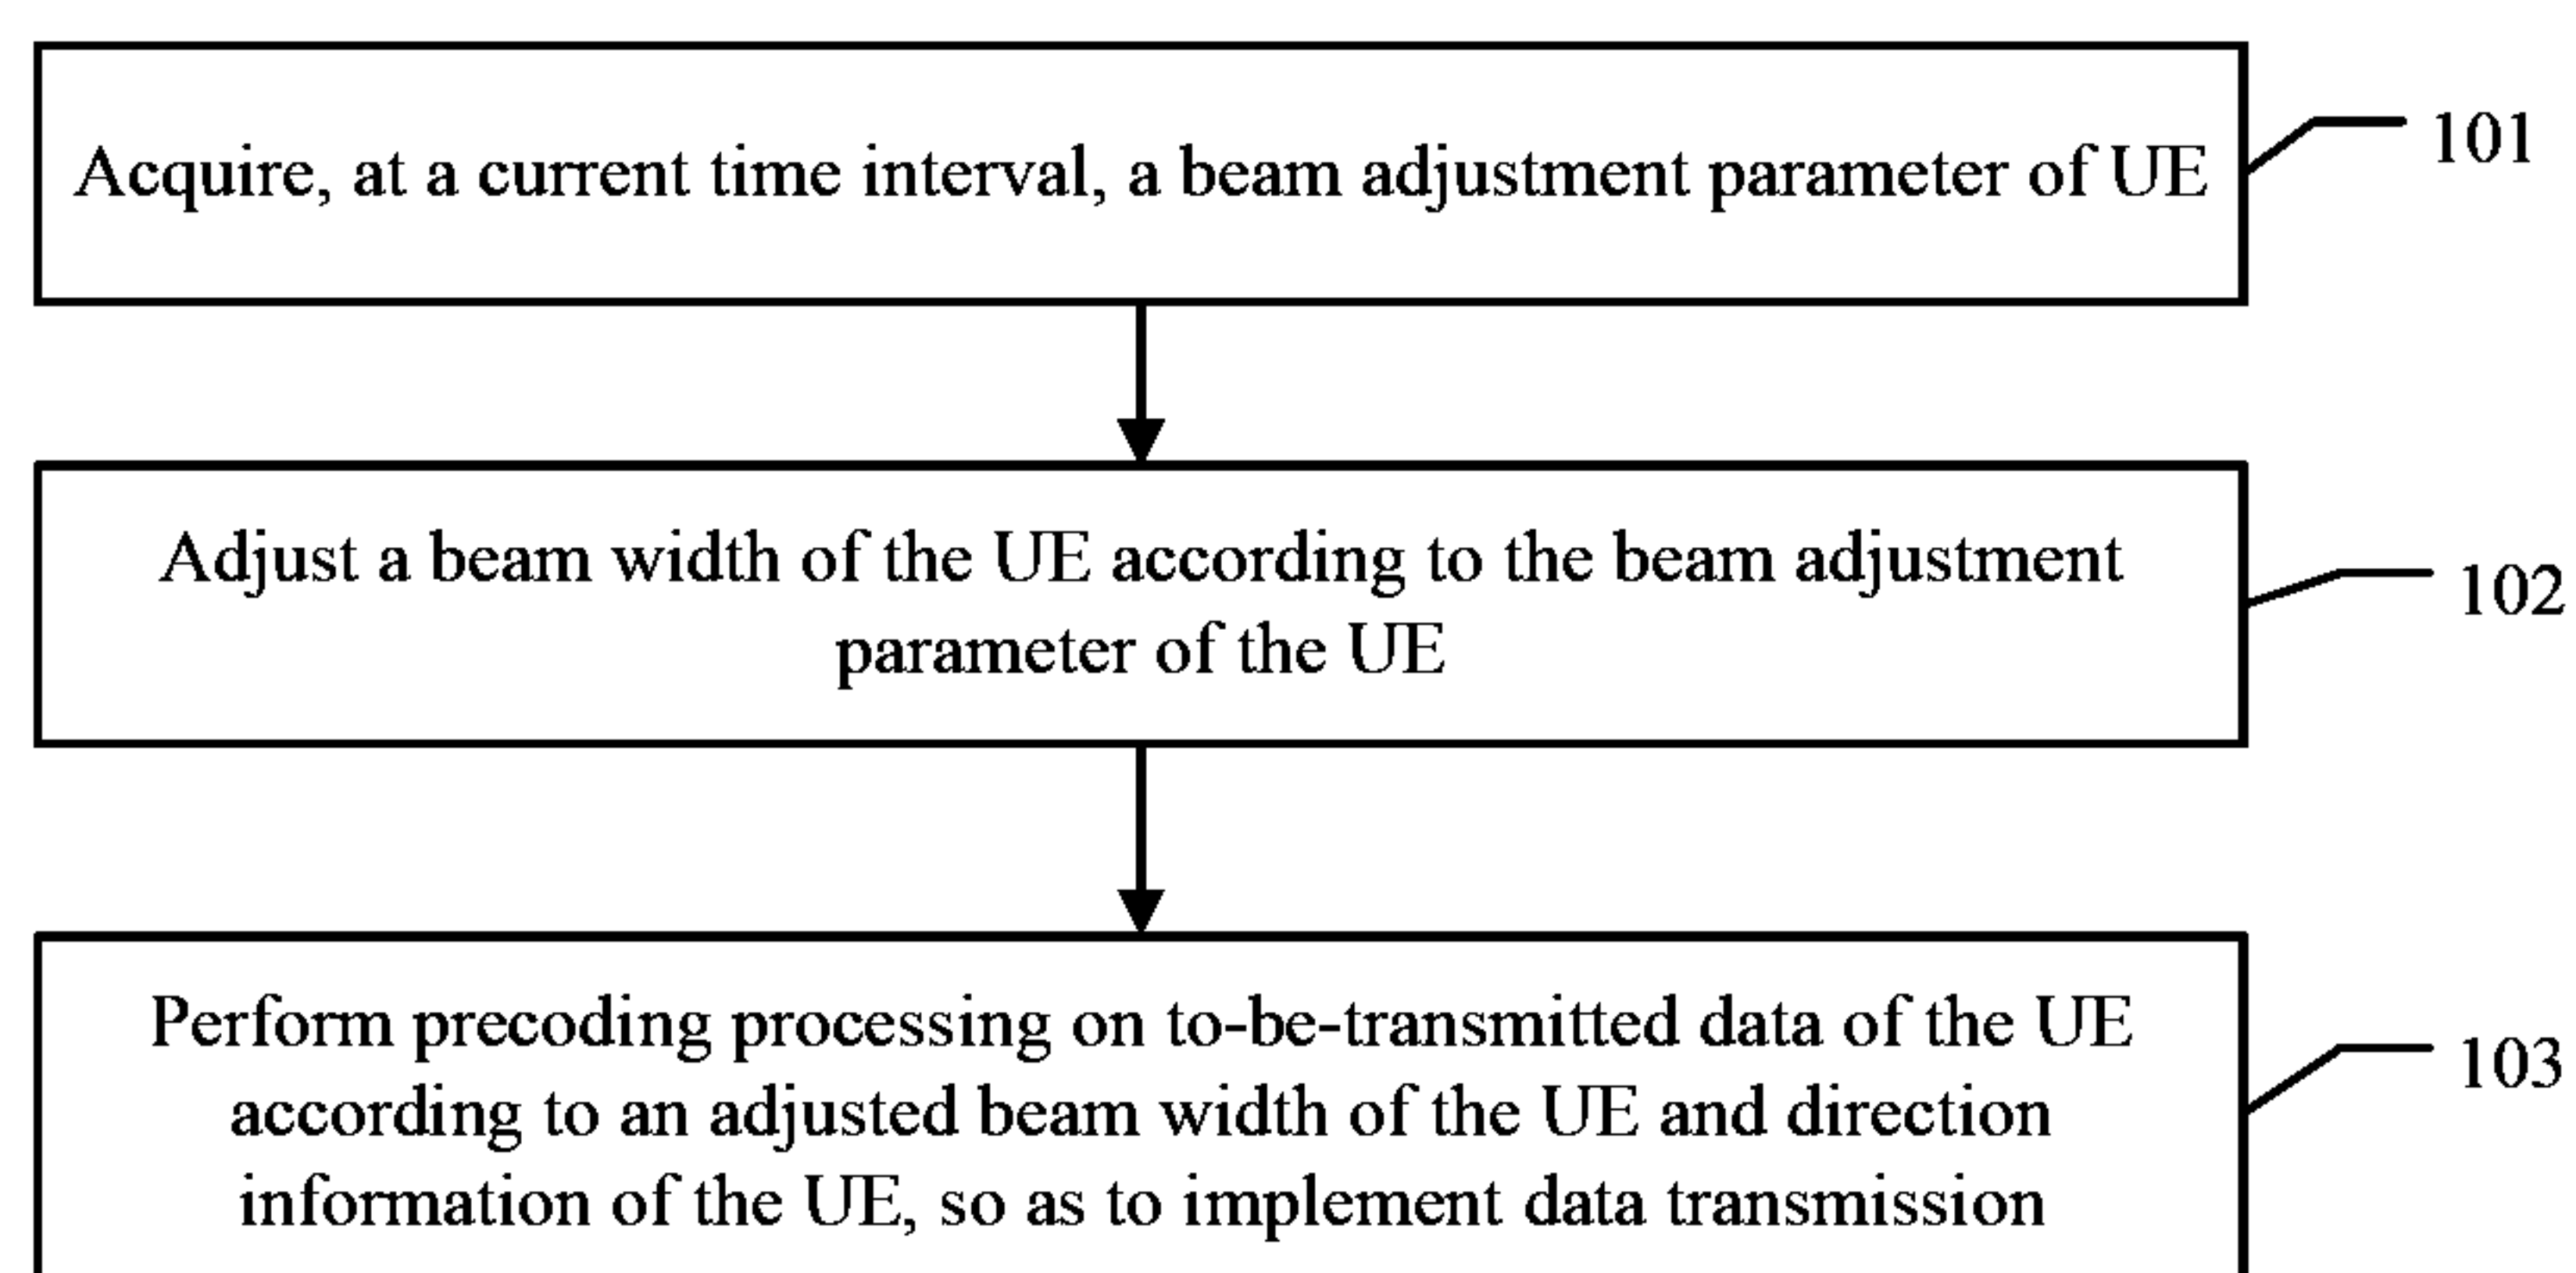 Acquire, at a current time interval, a beam adjustment parameter of UE
101
Adjust a beam width of the UE according to the beam adjustment
parameter of the UE
102
Perform precoding processing on to-be-transmitted data of the UE
according to an adjusted beam width of the UE and direction
information of the UE, so as to implement data transmission
103